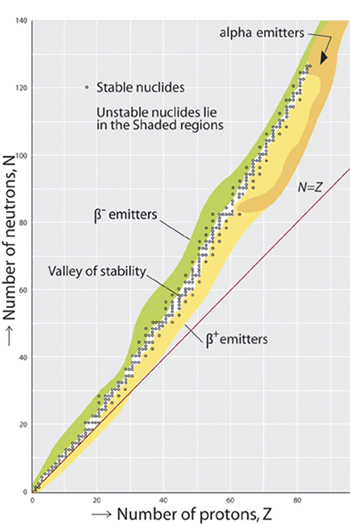 140
alpha emitters
120
Stable nuclides
Unstable nuclides lie
in the Shaded regions
100
N=Z
80
β⁻ emitters
Valley of stability
60
β⁺ emitters
40
20
0
0 20 40 60 80
→ Number of neutrons, N
→ Number of protons, Z